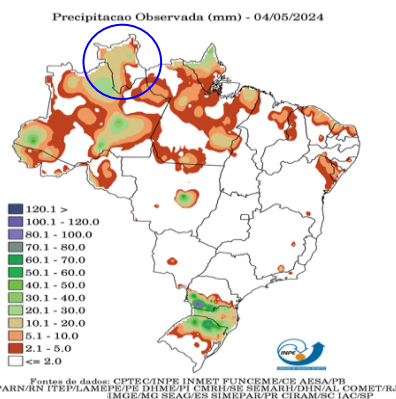 Precipitacao Observada (mm) - 04/05/2024
120.1 >
100.1 - 120.0
80.1 - 100.0
70.1 - 80.0
60.1 - 70.0
50.1 - 60.0
40.1 - 50.0
30.1 - 40.0
20.1 - 30.0
10.1 - 20.0
5.1 - 10.0
2.1 - 5.0
<= 2.0
INPE
Fontes de dados: CPTEC/INPE INMET FUNCEME/CE AESA/PB
PARN/RN ITEP/LAMEPE/PE DHME/PI CMRH/SE SEMARH/DHN/AL COMET/RJ
IMGE/MG SEAG/ES SIMEPAR/PR CIRAM/SC IAC/SP